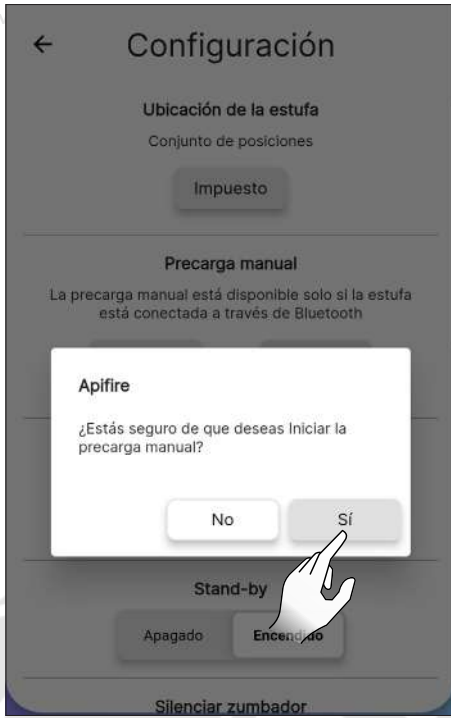 Configuración
Ubicación de la estufa
Conjunto de posiciones
Impuesto
Precarga manual
La precarga manual está disponible solo si la estufa
está conectada a través de Bluetooth
Apifire
¿Estás seguro de que deseas Iniciar la
precarga manual?
No Sí
Stand-by
Apagado Encendido
Silenciar zumbador